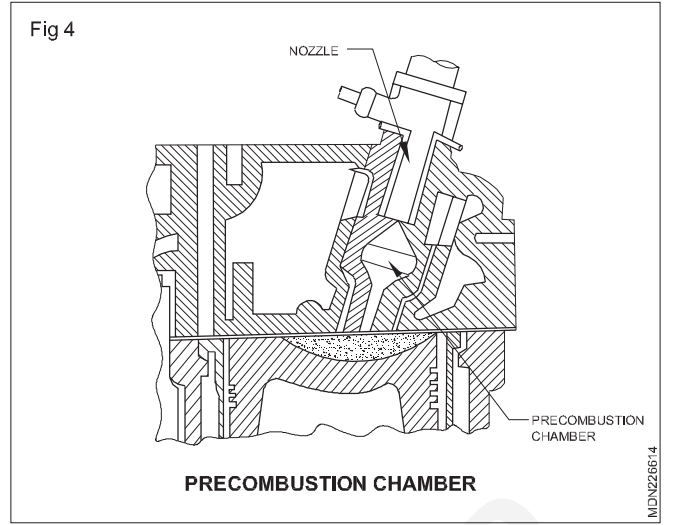 Fig 4
NOZZLE
PRECOMBUSTION
CHAMBER
PRECOMBUSTION CHAMBER
MDN226614